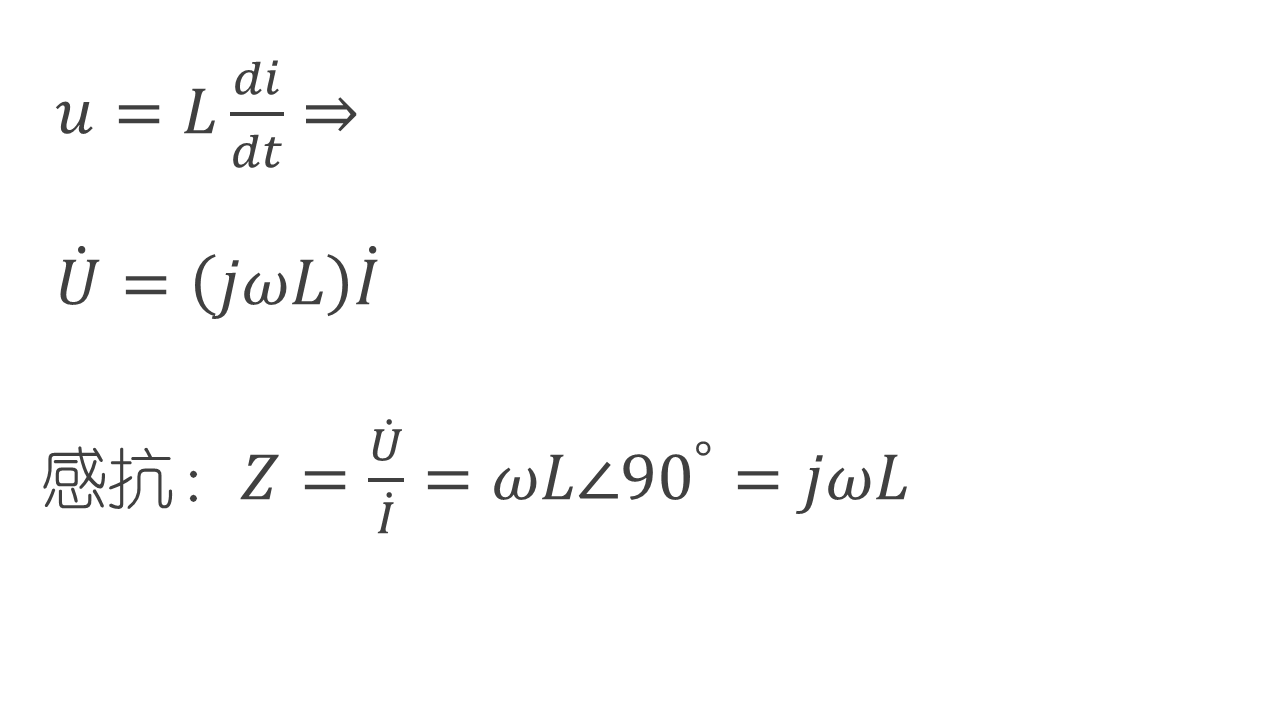 u = L di/dt ⇒
U̇ = (jωL)İ
感抗：Z = U̇/İ = ωL∠90° = jωL